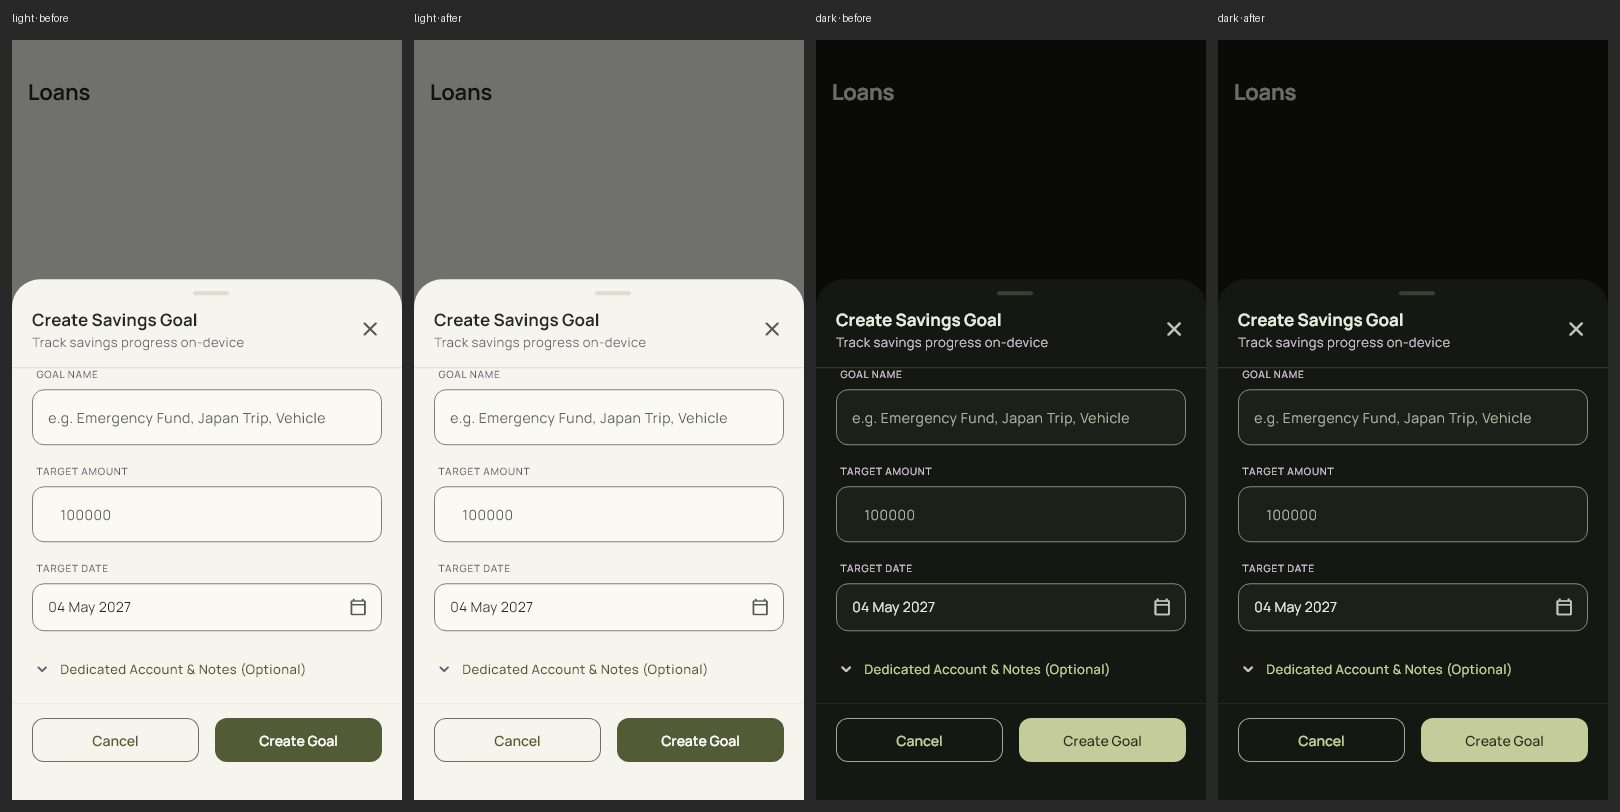 light·before
Loans
Create Savings Goal
Track savings progress on-device
GOAL NAME
e.g. Emergency Fund, Japan Trip, Vehicle
TARGET AMOUNT
100000
TARGET DATE
04 May 2027
Dedicated Account & Notes (Optional)
Cancel
Create Goal
light·after
Loans
Create Savings Goal
Track savings progress on-device
GOAL NAME
e.g. Emergency Fund, Japan Trip, Vehicle
TARGET AMOUNT
100000
TARGET DATE
04 May 2027
Dedicated Account & Notes (Optional)
Cancel
Create Goal
dark·before
Loans
Create Savings Goal
Track savings progress on-device
GOAL NAME
e.g. Emergency Fund, Japan Trip, Vehicle
TARGET AMOUNT
100000
TARGET DATE
04 May 2027
Dedicated Account & Notes (Optional)
Cancel
Create Goal
dark·after
Loans
Create Savings Goal
Track savings progress on-device
GOAL NAME
e.g. Emergency Fund, Japan Trip, Vehicle
TARGET AMOUNT
100000
TARGET DATE
04 May 2027
Dedicated Account & Notes (Optional)
Cancel
Create Goal